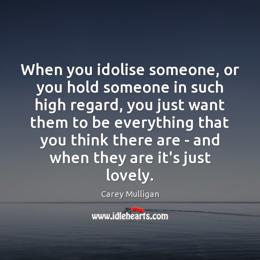 When you idolise someone, or
you hold someone in such
high regard, you just want
them to be everything that
you think there are - and
when they are it's just
lovely.
Carey Mulligan
www.idlehearts.com